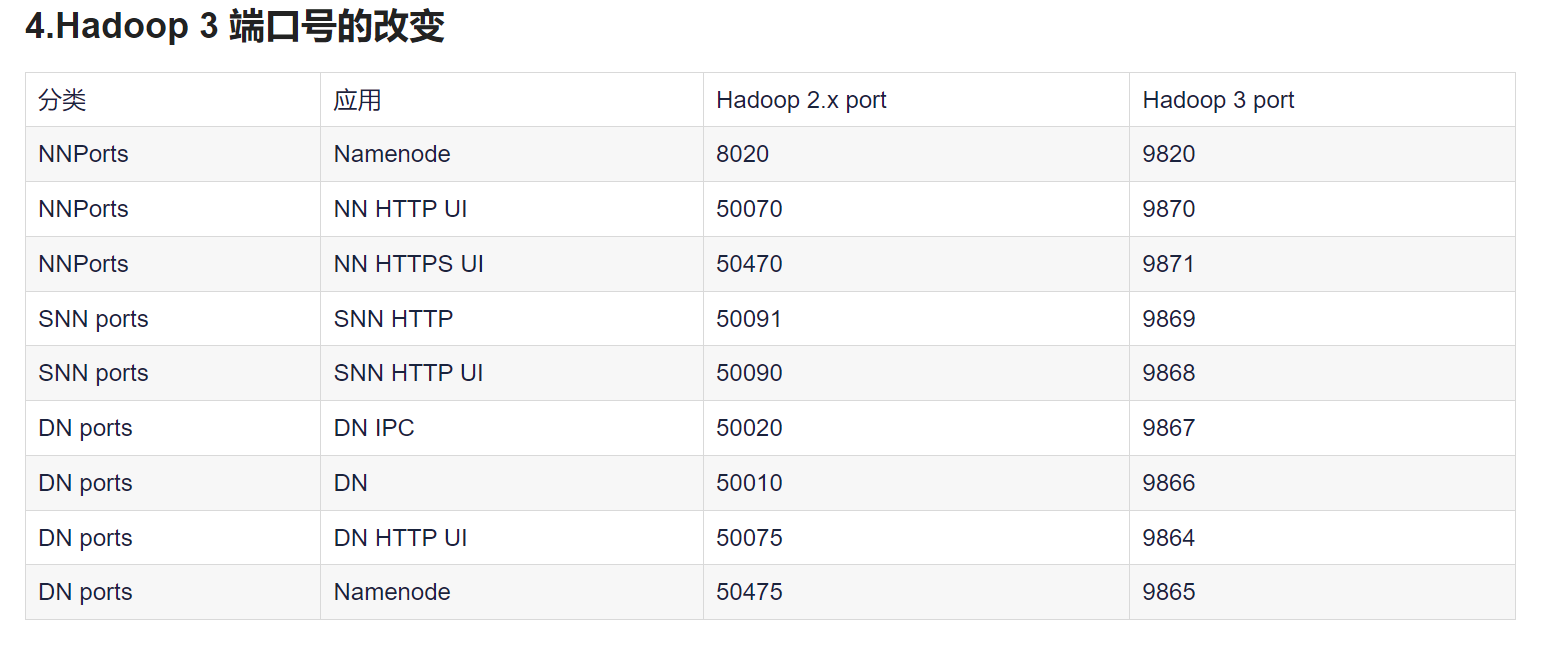 4.Hadoop 3 端口号的改变
分类 应用 Hadoop 2.x port Hadoop 3 port
NNPorts Namenode 8020 9820
NNPorts NN HTTP UI 50070 9870
NNPorts NN HTTPS UI 50470 9871
SNN ports SNN HTTP 50091 9869
SNN ports SNN HTTP UI 50090 9868
DN ports DN IPC 50020 9867
DN ports DN 50010 9866
DN ports DN HTTP UI 50075 9864
DN ports Namenode 50475 9865